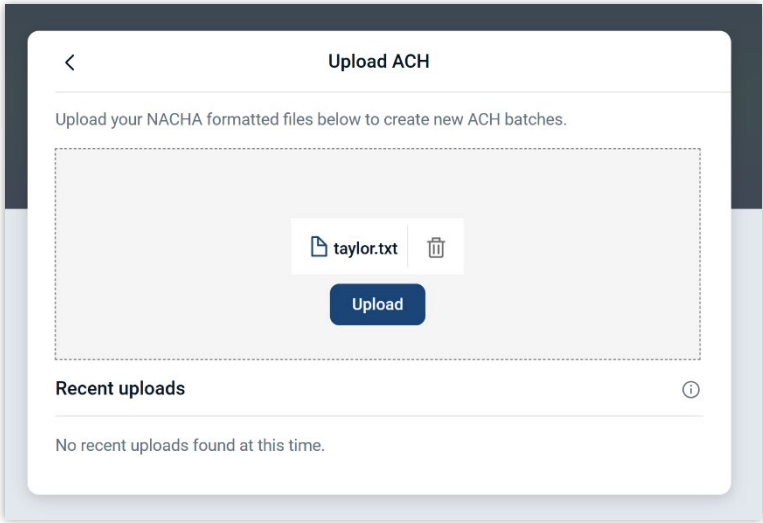 Upload ACH
Upload your NACHA formatted files below to create new ACH batches.
taylor.txt
Upload
Recent uploads
No recent uploads found at this time.